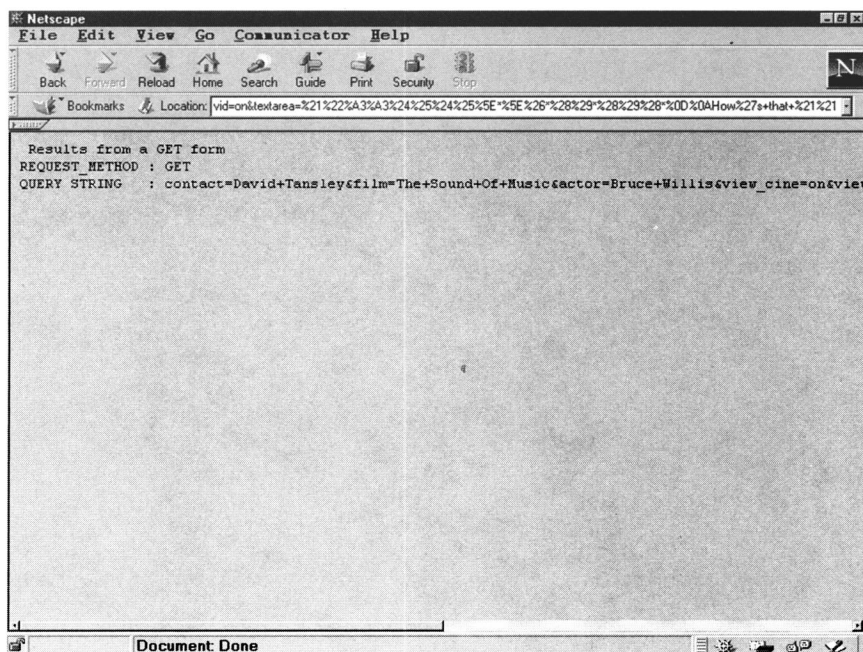 Netscape
File Edit View Go Communicator Help
Back Forward Reload Home Search Guide Print Security Stop
N
Bookmarks Location: vid=on&textarea=%21%22%A3%A3%24%25%24%25%5E*%5E%26*%28%29*%28%29%28*%0D%0AHow%27s+that+%21%21
Results from a GET form
REQUEST_METHOD : GET
QUERY STRING : contact=David+Tansley&film=The+Sound+Of+Music&actor=Bruce+Willis&view_cine=on&view
Document: Done